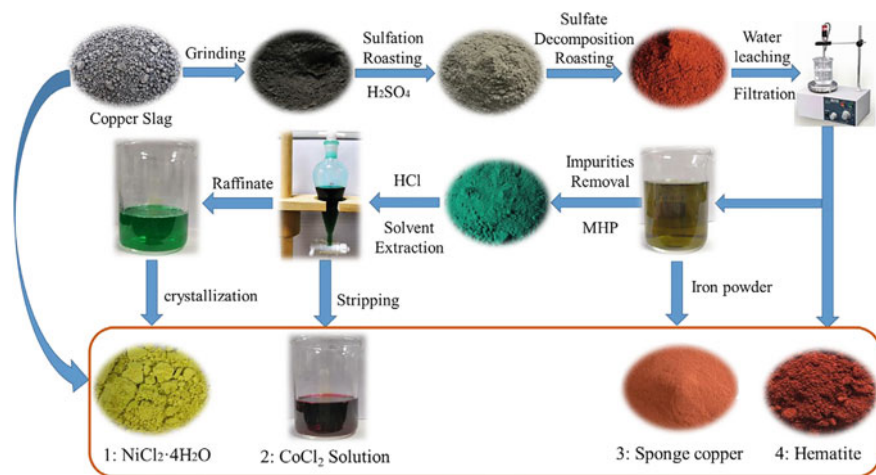 Grinding
Sulfation
Roasting
H₂SO₄
Sulfate
Decomposition
Roasting
Water
leaching
Filtration
Copper Slag
Raffinate
HCl
Solvent
Extraction
Impurities
Removal
MHP
crystallization
Stripping
Iron powder
1: NiCl₂·4H₂O
2: CoCl₂ Solution
3: Sponge copper
4: Hematite